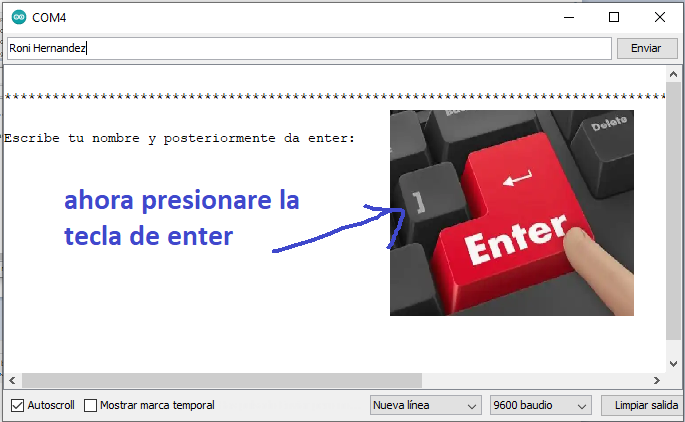 COM4
Roni Hernandez
Enviar
*******************************************************************************
Escribe tu nombre y posteriormente da enter:
ahora presionare la
tecla de enter
]
Delete
Enter
Autoscroll
Mostrar marca temporal
Nueva línea
9600 baudio
Limpiar salida